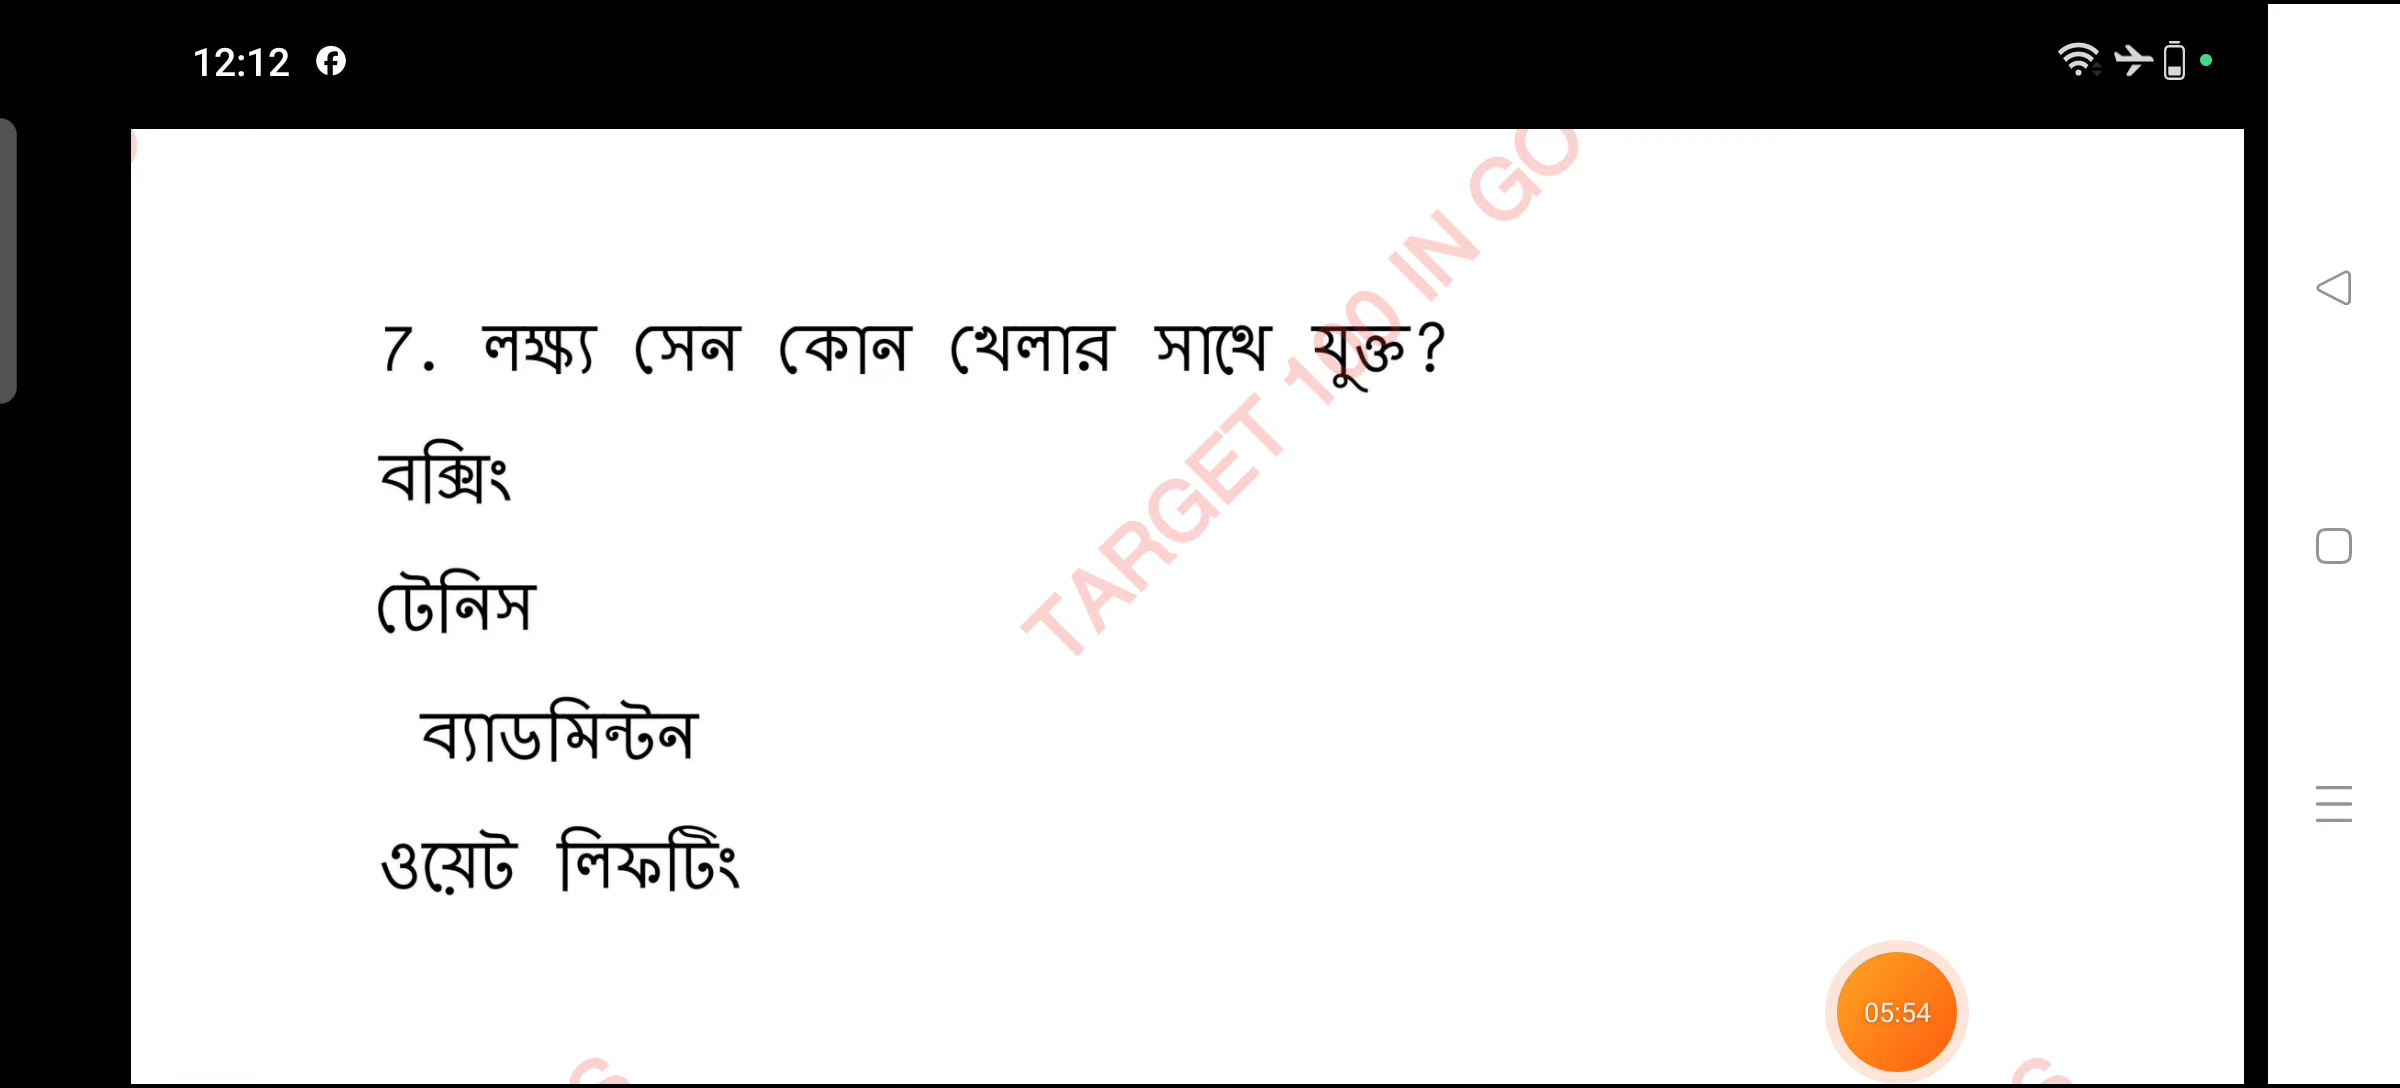 12:12
TARGET 100 IN GO
7. লক্ষ্য সেন কোন খেলার সাথে যুক্ত?
বক্সিং
টেনিস
ব্যাডমিন্টন
ওয়েট লিফটিং
05:54